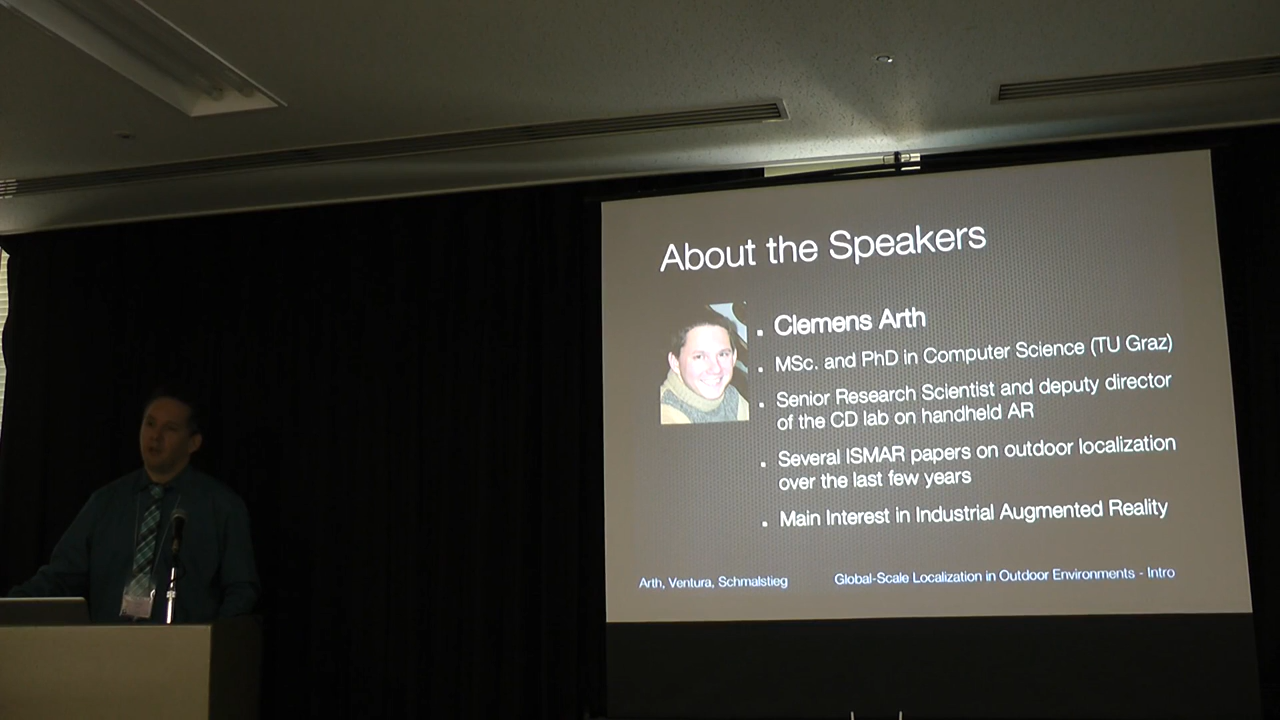 About the Speakers
Clemens Arth
MSc. and PhD in Computer Science (TU Graz)
Senior Research Scientist and deputy director
of the CD lab on handheld AR
Several ISMAR papers on outdoor localization
over the last few years
Main Interest in Industrial Augmented Reality
Arth, Ventura, Schmalstieg
Global-Scale Localization in Outdoor Environments - Intro